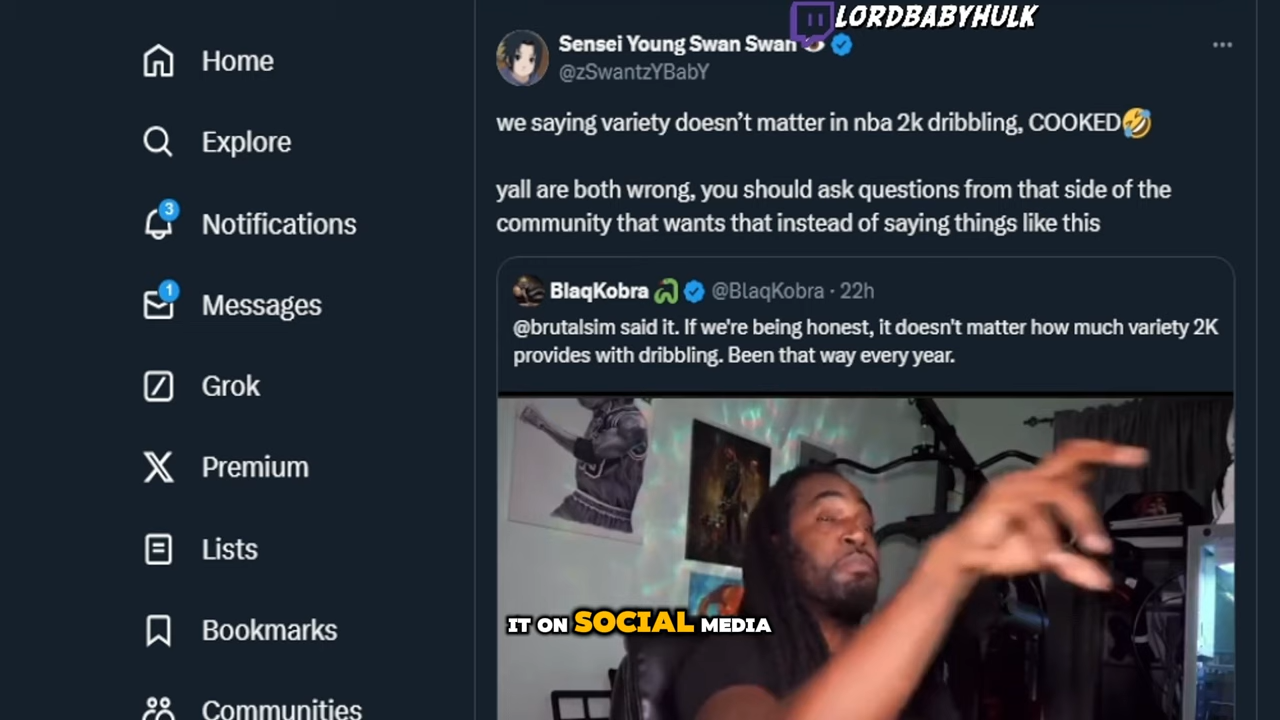 LORDBABYHULK
Home
Explore
3
Notifications
1
Messages
Grok
Premium
Lists
Bookmarks
Communities
Sensei Young Swan Swan
@zSwantzYBabY
we saying variety doesn't matter in nba 2k dribbling, COOKED🤣
yall are both wrong, you should ask questions from that side of the
community that wants that instead of saying things like this
BlaqKobra 🐍 @BlaqKobra · 22h
@brutalsim said it. If we're being honest, it doesn't matter how much variety 2K
provides with dribbling. Been that way every year.
IT ON SOCIAL MEDIA